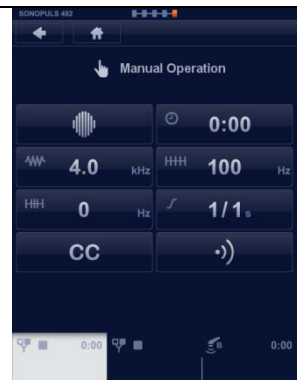 SONOPULS 492
Manual Operation
0:00
4.0 kHz 100 Hz
0 Hz 1/1 s
CC
0:00 B 0:00